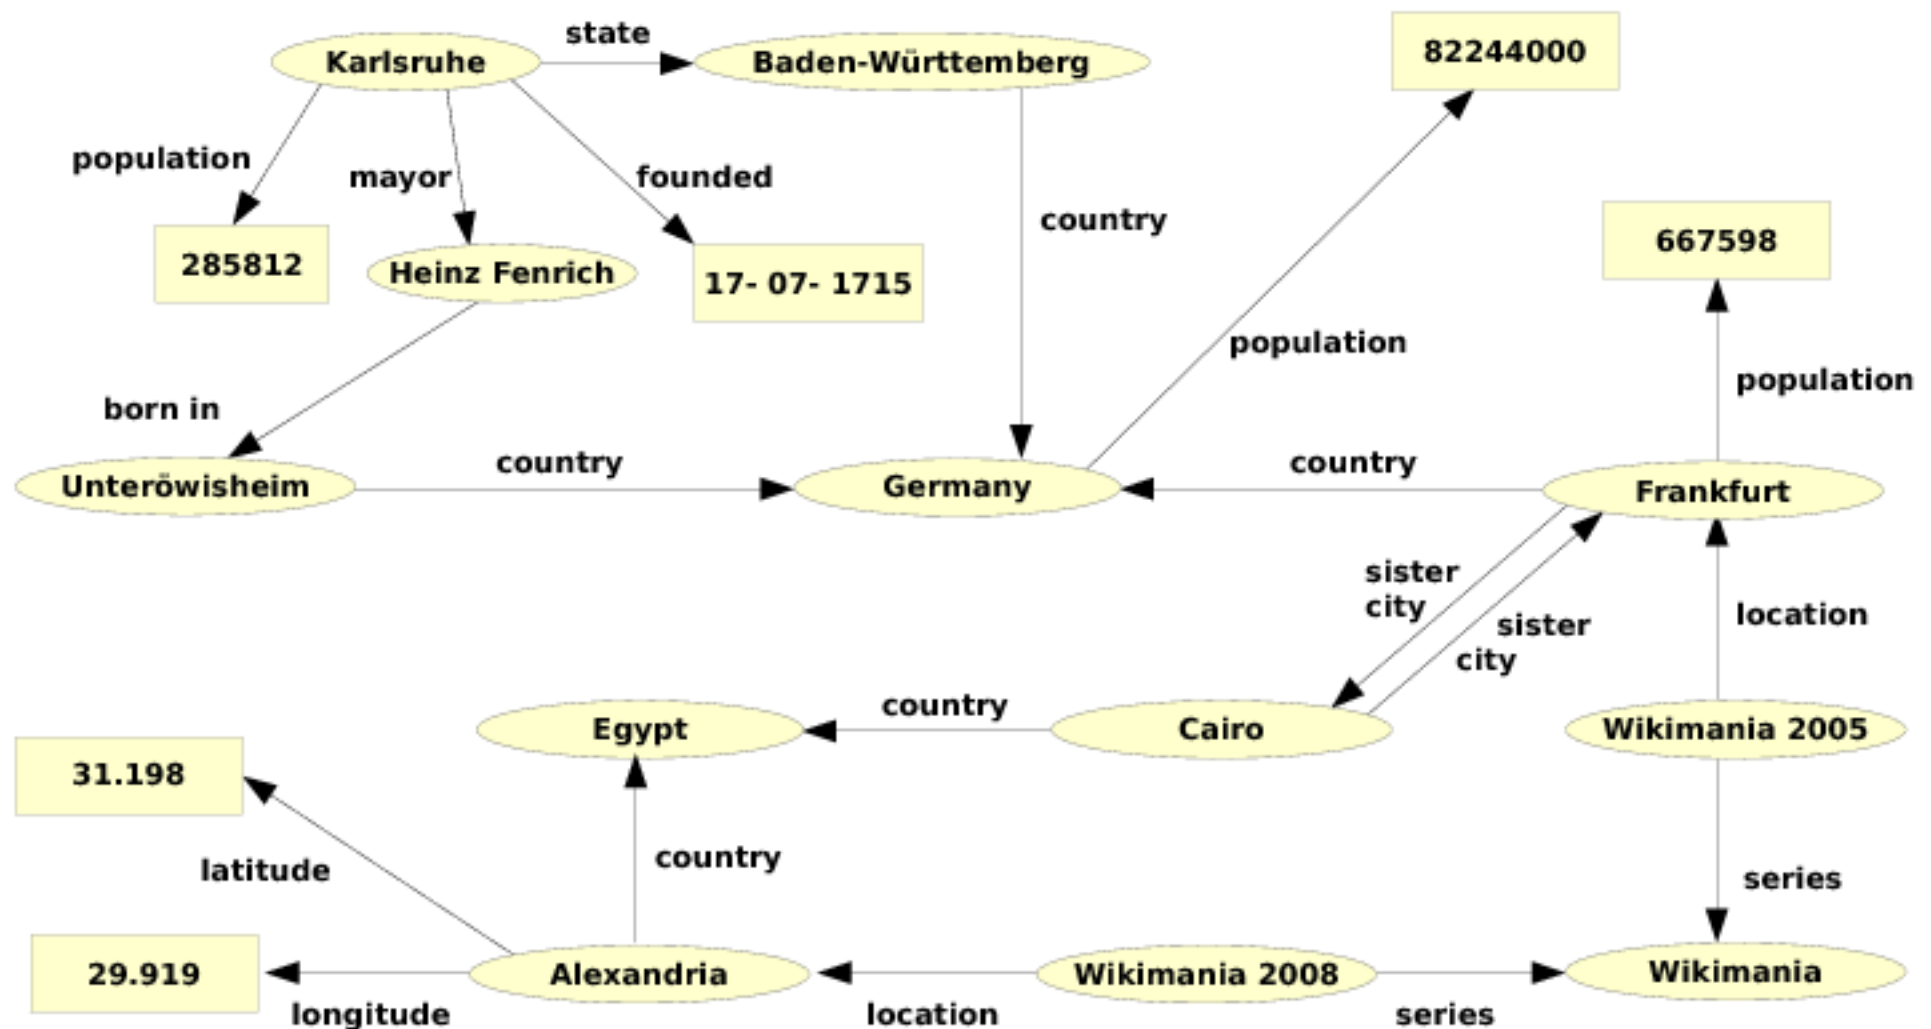 state
Karlsruhe
Baden-Württemberg
82244000
population
mayor
founded
country
285812
Heinz Fenrich
17- 07- 1715
667598
population
population
born in
country
country
Unteröwisheim
Germany
Frankfurt
sister
city
sister
city
location
country
Egypt
Cairo
Wikimania 2005
31.198
latitude
country
series
29.919
Alexandria
Wikimania 2008
Wikimania
longitude
location
series